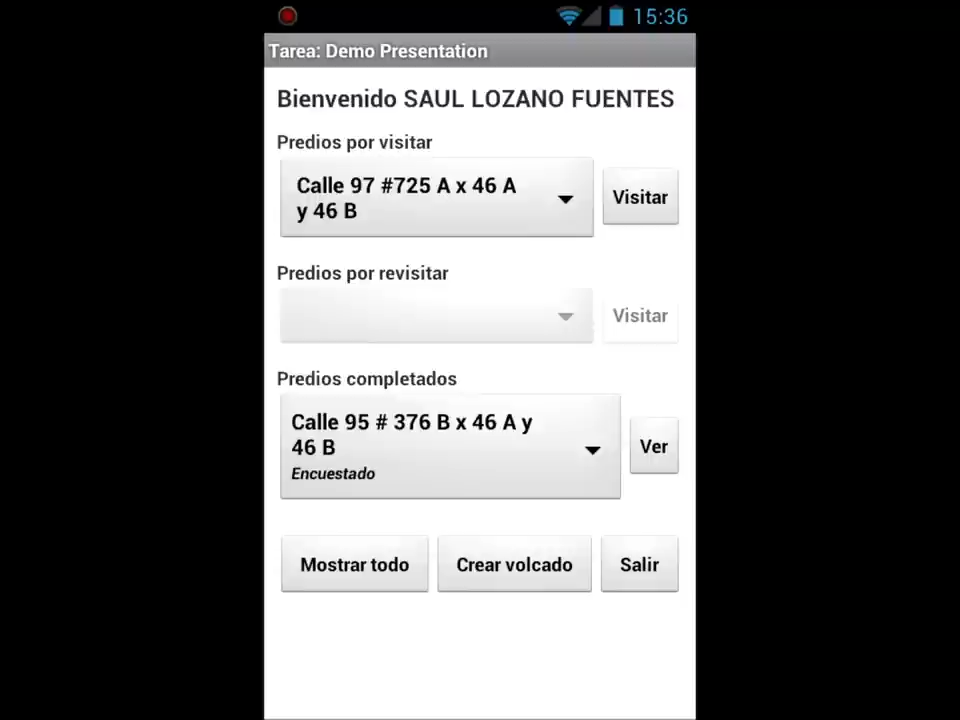 15:36
Tarea: Demo Presentation
Bienvenido SAUL LOZANO FUENTES
Predios por visitar
Calle 97 #725 A x 46 A
y 46 B
Visitar
Predios por revisitar
Visitar
Predios completados
Calle 95 # 376 B x 46 A y
46 B
Encuestado
Ver
Mostrar todo
Crear volcado
Salir